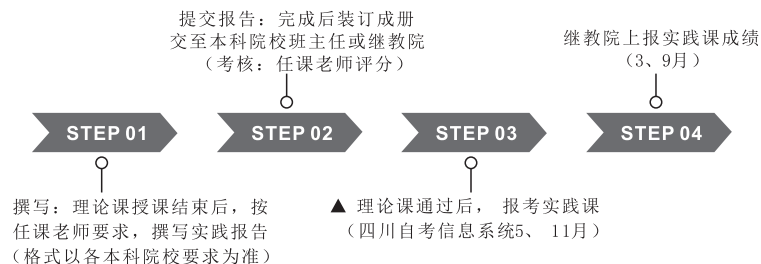 提交报告：完成后装订成册
交至本科院校班主任或继教院
（考核：任课老师评分）
继教院上报实践课成绩
（3、9月）
STEP 01
STEP 02
STEP 03
STEP 04
撰写：理论课授课结束后，按
任课老师要求，撰写实践报告
（格式以各本科院校要求为准）
▲ 理论课通过后， 报考实践课
（四川自考信息系统5、 11月）